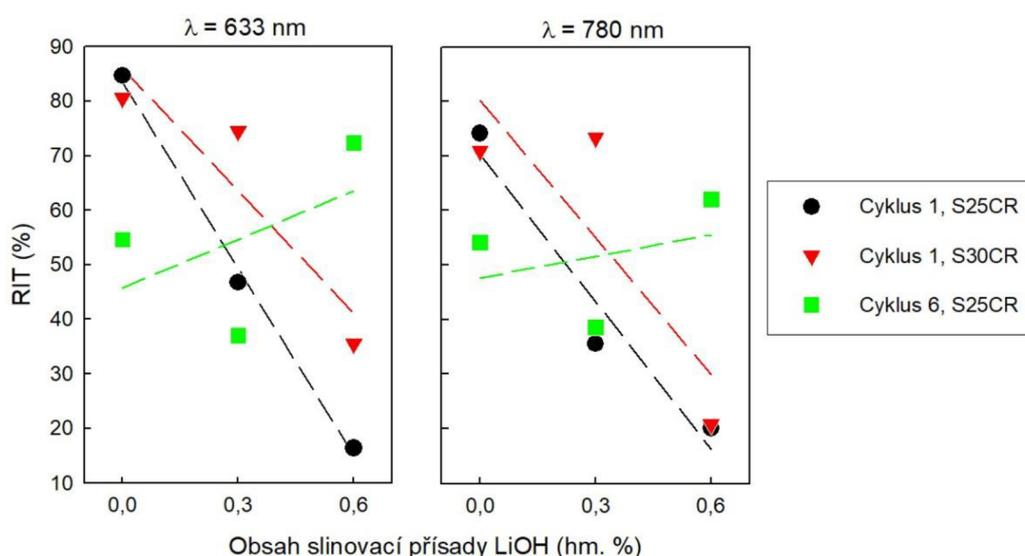 λ = 633 nm
λ = 780 nm
RIT (%)
90
80
70
60
50
40
30
20
10
0,0
0,3
0,6
0,0
0,3
0,6
Obsah slinovací přísady LiOH (hm. %)
Cyklus 1, S25CR
Cyklus 1, S30CR
Cyklus 6, S25CR